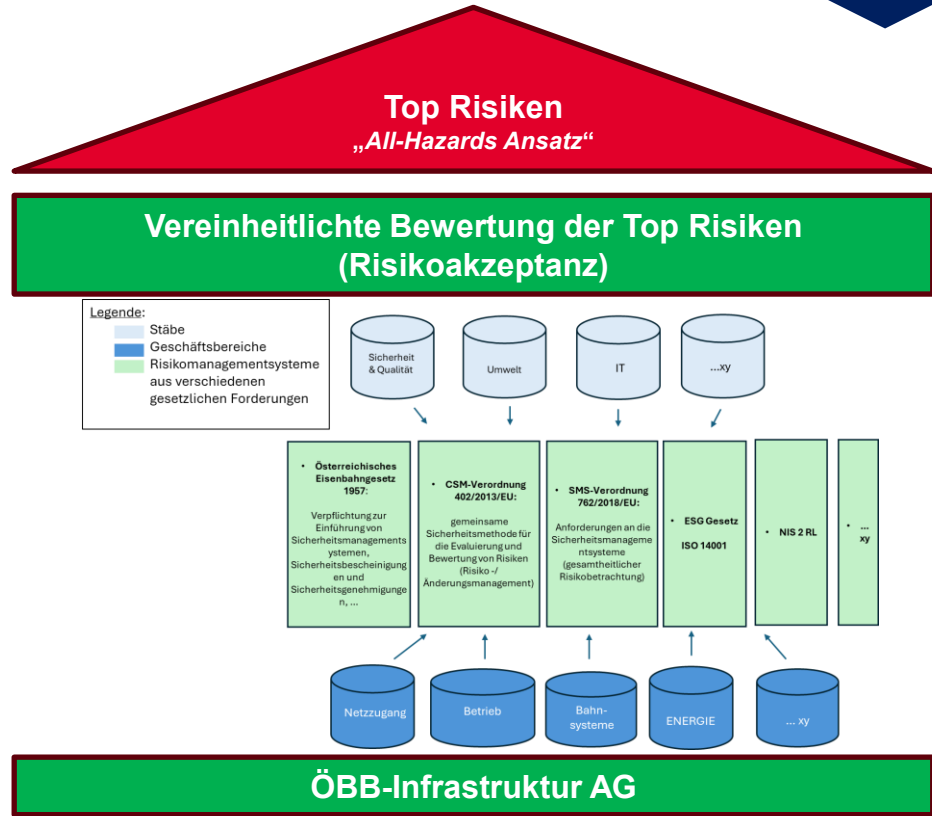 Top Risiken
„All-Hazards Ansatz“
Vereinheitlichte Bewertung der Top Risiken
(Risikoakzeptanz)
Legende:
Stäbe
Geschäftsbereiche
Risikomanagementsysteme
aus verschiedenen
gesetzlichen Forderungen
Sicherheit
& Qualität
Umwelt
IT
...xy
• Österreichisches
Eisenbahngesetz
1957:
Verpflichtung zur
Einführung von
Sicherheitsmanagements
ystemen,
Sicherheitsbescheinigung
en und
Sicherheitsgenehmigunge
n, ...
• CSM-Verordnung
402/2013/EU:
gemeinsame
Sicherheitsmethode für
die Evaluierung und
Bewertung von Risiken
(Risiko -/
Änderungsmanagement)
• SMS-Verordnung
762/2018/EU:
Anforderungen an die
Sicherheitsmanageme
ntsysteme
(gesamtheitlicher
Risikobetrachtung)
• ESG Gesetz
ISO 14001
• NIS 2 RL
• ...
xy
Netzzugang
Betrieb
Bahn-
systeme
ENERGIE
... xy
ÖBB-Infrastruktur AG